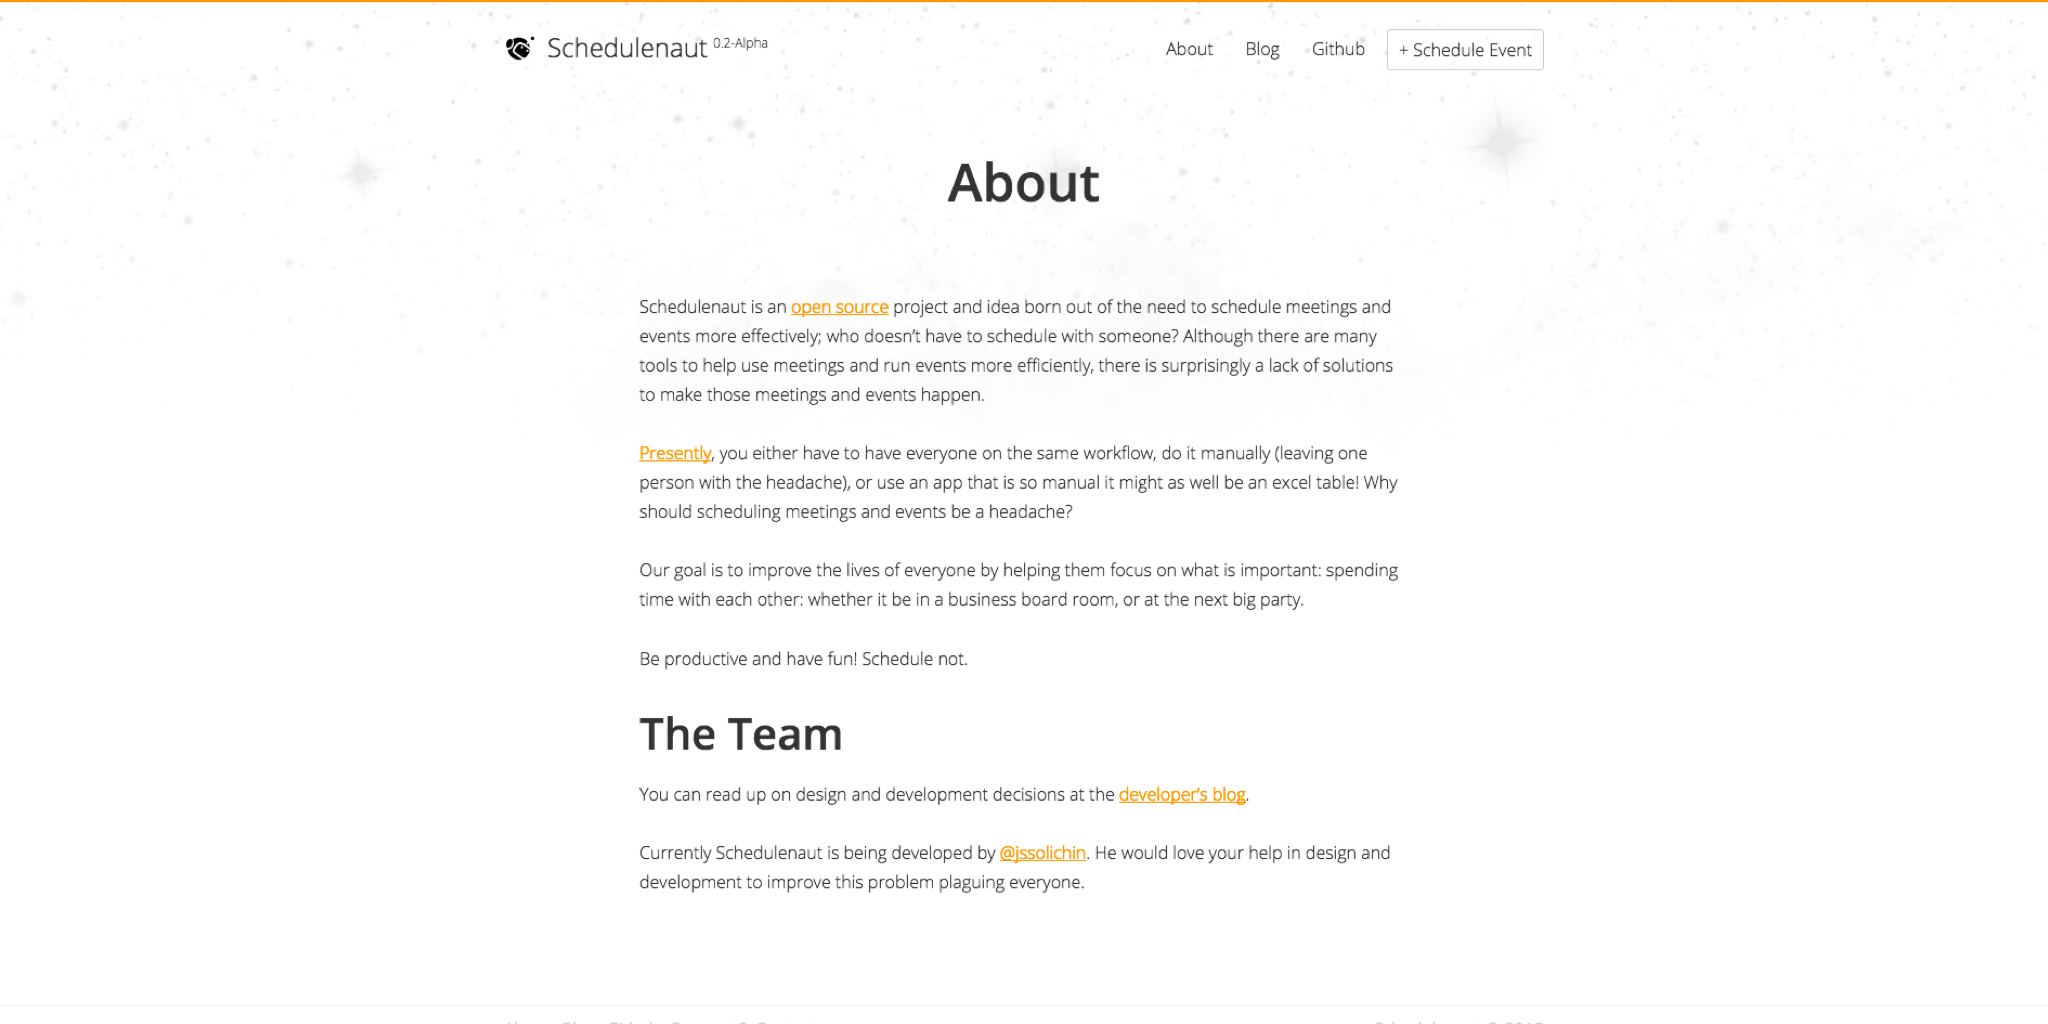 Schedulenaut 0.2-Alpha
About Blog Github + Schedule Event
About
Schedulenaut is an open source project and idea born out of the need to schedule meetings and
events more effectively; who doesn’t have to schedule with someone? Although there are many
tools to help use meetings and run events more efficiently, there is surprisingly a lack of solutions
to make those meetings and events happen.
Presently, you either have to have everyone on the same workflow, do it manually (leaving one
person with the headache), or use an app that is so manual it might as well be an excel table! Why
should scheduling meetings and events be a headache?
Our goal is to improve the lives of everyone by helping them focus on what is important: spending
time with each other: whether it be in a business board room, or at the next big party.
Be productive and have fun! Schedule not.
The Team
You can read up on design and development decisions at the developer’s blog.
Currently Schedulenaut is being developed by @jssolichin. He would love your help in design and
development to improve this problem plaguing everyone.